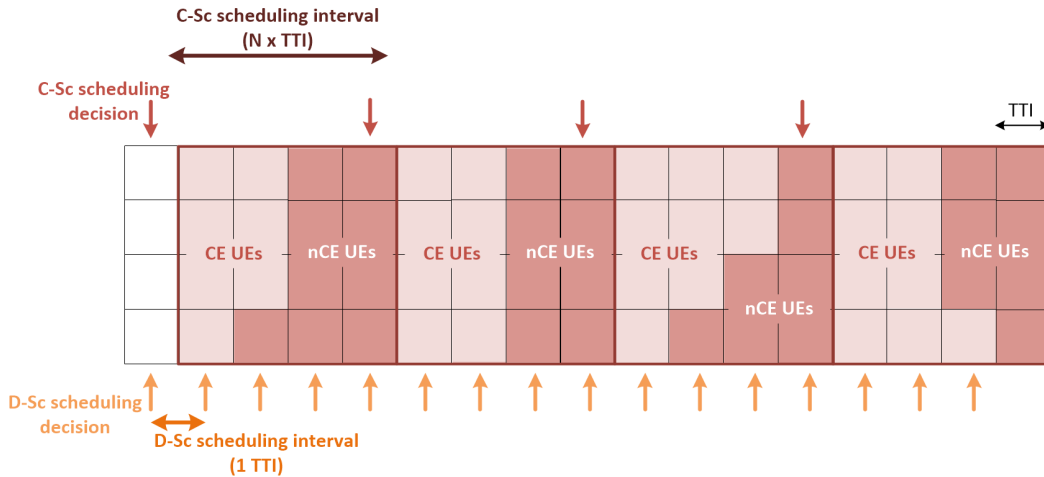 C-Sc scheduling interval
(N x TTI)
C-Sc scheduling
decision
TTI
CE UEs
nCE UEs
CE UEs
nCE UEs
CE UEs
nCE UEs
CE UEs
nCE UEs
D-Sc scheduling
decision
D-Sc scheduling interval
(1 TTI)